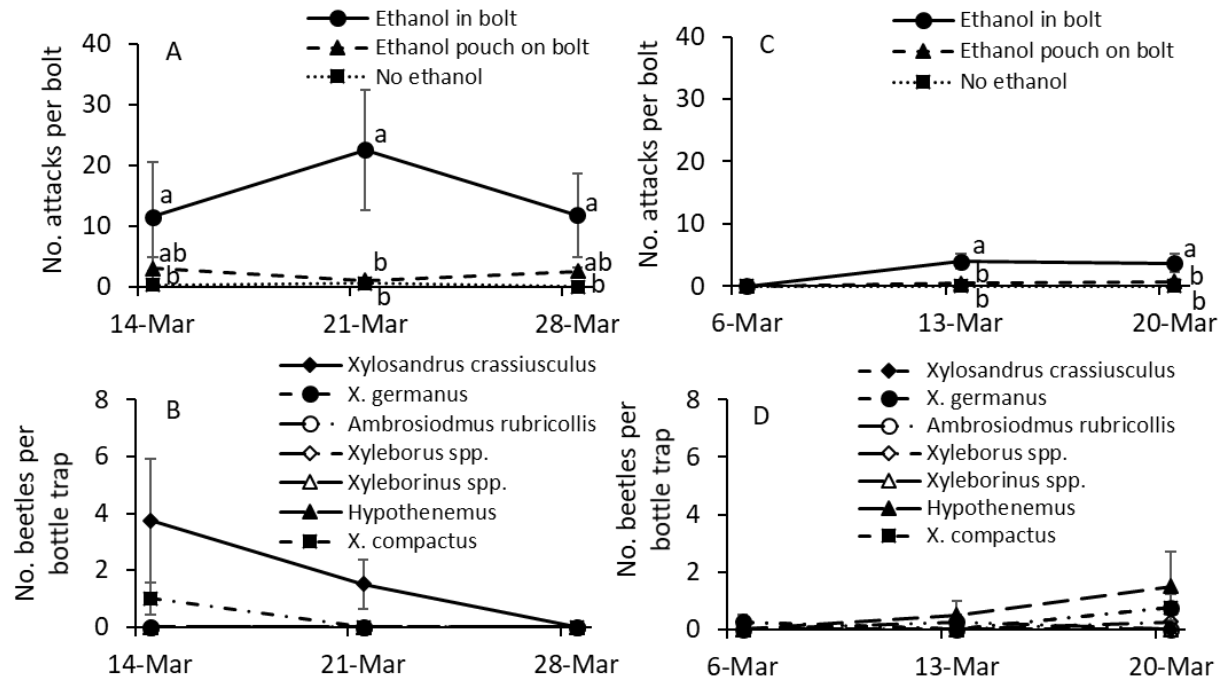 Ethanol in bolt
Ethanol pouch on bolt
No ethanol
A
No. attacks per bolt
40
30
20
10
0
a
ab
b
a
b
b
a
ab
b
14-Mar
21-Mar
28-Mar
Ethanol in bolt
Ethanol pouch on bolt
No ethanol
C
No. attacks per bolt
40
30
20
10
0
a
b
b
a
b
b
6-Mar
13-Mar
20-Mar
Xylosandrus crassiusculus
X. germanus
Ambrosiodmus rubricollis
Xyleborus spp.
Xyleborinus spp.
Hypothenemus
X. compactus
B
No. beetles per
bottle trap
8
6
4
2
0
14-Mar
21-Mar
28-Mar
Xylosandrus crassiusculus
X. germanus
Ambrosiodmus rubricollis
Xyleborus spp.
Xyleborinus spp.
Hypothenemus
X. compactus
D
No. beetles per
bottle trap
8
6
4
2
0
6-Mar
13-Mar
20-Mar